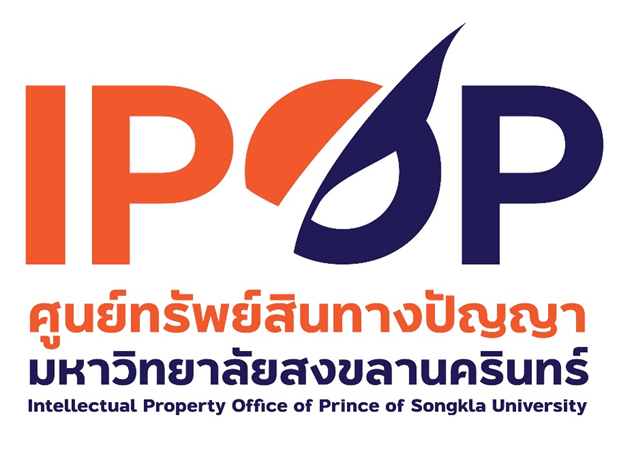 IPOP
ศูนย์ทรัพย์สินทางปัญญา
มหาวิทยาลัยสงขลานครินทร์
Intellectual Property Office of Prince of Songkla University